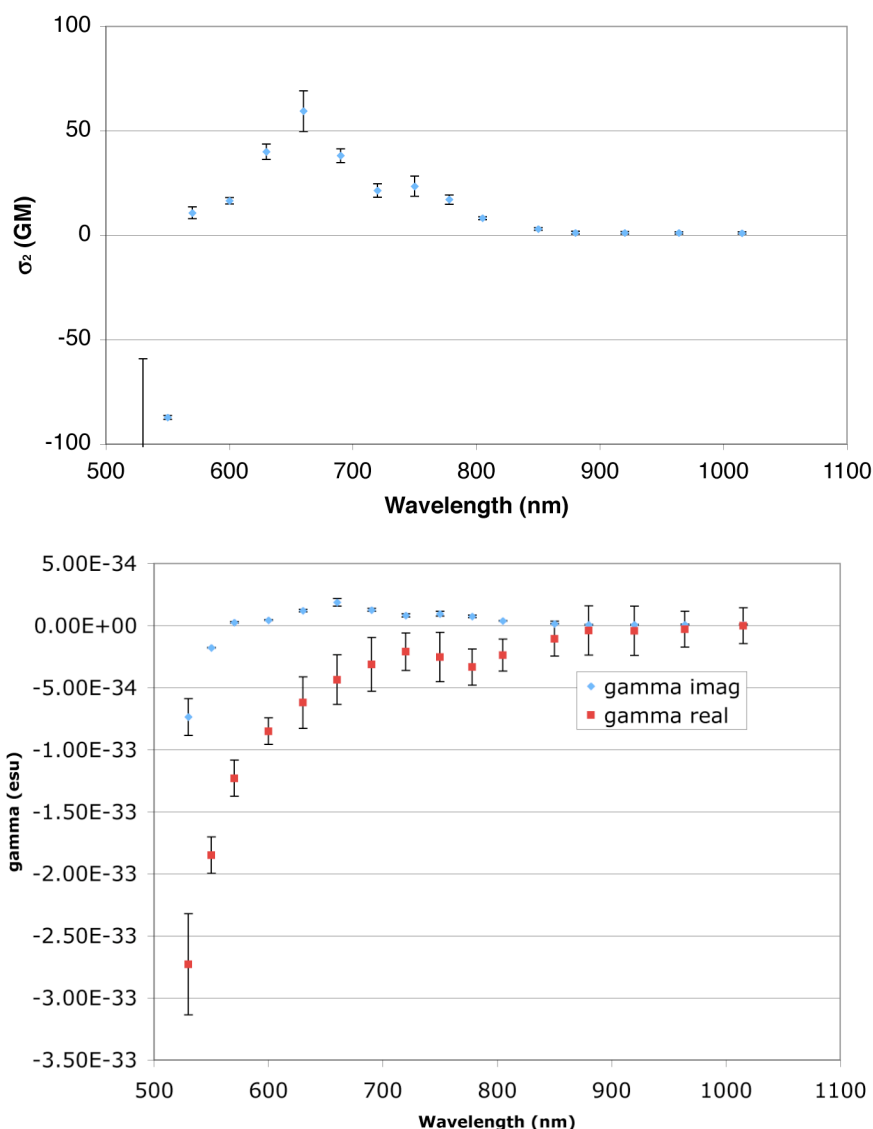 100
50
0
-50
-100
σ₂ (GM)
500 600 700 800 900 1000 1100
Wavelength (nm)
5.00E-34
0.00E+00
-5.00E-34
-1.00E-33
-1.50E-33
-2.00E-33
-2.50E-33
-3.00E-33
-3.50E-33
gamma (esu)
gamma imag
gamma real
500 600 700 800 900 1000 1100
Wavelength (nm)